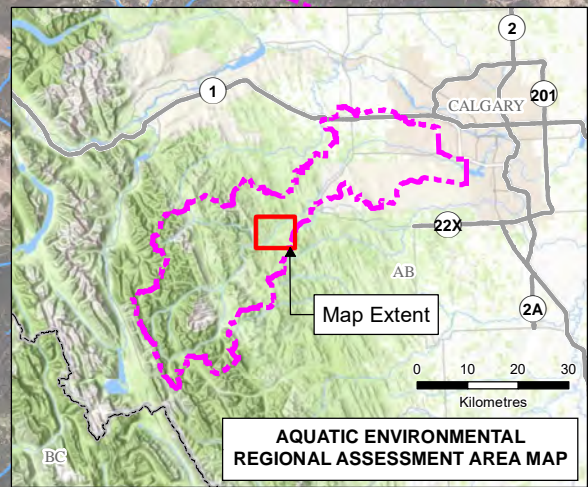 2
1
CALGARY
201
22X
AB
Map Extent
2A
0 10 20 30
Kilometres
AQUATIC ENVIRONMENTAL
REGIONAL ASSESSMENT AREA MAP
BC